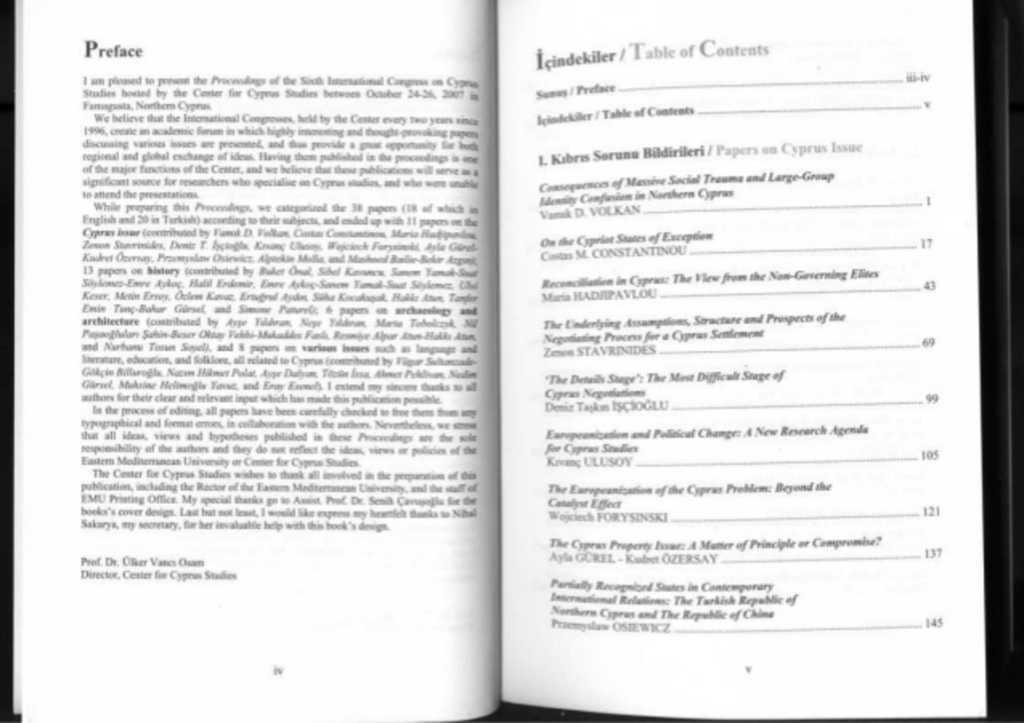 Preface
I am pleased to present the Proceedings of the Sixth International Congress on Cyprus
Studies hosted by the Center for Cyprus Studies between October 24-26, 2007 in
Famagusta, Northern Cyprus.
We believe that the International Congresses, held by the Center every two years since
1996, create an academic forum in which highly interesting and thought-provoking papers
discussing various issues are presented, and thus provide a great opportunity for both
regional and global exchange of ideas. Having them published in the proceedings is one
of the major functions of the Center, and we believe that these publications will serve as a
significant source for researchers who specialise on Cyprus studies, and who were unable
to attend the presentations.
While preparing this Proceedings, we categorized the 38 papers (18 of which in
English and 20 in Turkish) according to their subjects, and ended up with 11 papers on the
Cyprus issue (contributed by Vamık D. Volkan, Costas Constantinou, Maria Hadjipavlou,
Zenon Stavrinides, Deniz T. İşçioğlu, Kıvanç Ulusoy, Wojciech Forysinski, Ayla Gürel-
Kudret Özersay, Przemyslaw Osiewicz, Alptekin Molla, and
13 papers on history (contributed by Buket Önal, Sibel Kavuncu, Sanem Yamak-Suat
Söylemez-Emre Aykoç, Halil Erdemir, Emre Aykoç-Sanem Yamak-Suat Söylemez, Ulvi
Keser, Metin Ersoy, Özlem Kavaz, Ertuğrul Aydın, Süha Kocakuşak, Hakkı Atun, Tanfer
Emin Tunç-Bahar Gürsel, and Simone Paturel); 6 papers on archaeology and
architecture (contributed by Ayşe Yıldıran, Neşe Yıldıran, Marta Tobolczyk, Nil
Paşaoğluları Şahin-Beser Oktay Vehbi-Mukaddes Faslı, Resmiye Alpar Atun-Hakkı Atun,
and Nurbanu Tosun Soyel), and 8 papers on various issues such as language and
literature, education, and folklore, all related to Cyprus (contributed by Vügar Sultanzade-
Gökçin Billuroğlu, Nazım Hikmet Polat, Ayşe Dalyan, Tözün Issa, Ahmet Pehlivan, Nedim
Gürsel, Muhsine Helimoğlu Yavuz, and Eray Esenel). I extend my sincere thanks to all
authors for their clear and relevant input which has made this publication possible.
In the process of editing, all papers have been carefully checked to free them from any
typographical and format errors, in collaboration with the authors. Nevertheless, we stress
that all ideas, views and hypotheses published in these Proceedings are the sole
responsibility of the authors and they do not reflect the ideas, views or policies of the
Eastern Mediterranean University or Center for Cyprus Studies.
The Center for Cyprus Studies wishes to thank all involved in the preparation of this
publication, including the Rector of the Eastern Mediterranean University, and the staff of
EMU Printing Office. My special thanks go to Assist. Prof. Dr. Senih Çavuşoğlu for the
books's cover design. Last but not least, I would like express my heartfelt thanks to Nihal
Sakarya, my secretary, for her invaluable help with this book's design.
Prof. Dr. Ülker Vancı Osam
Director, Center for Cyprus Studies
iv
İçindekiler / Table of Contents
Sunuş / Preface iii-iv
İçindekiler / Table of Contents v
I. Kıbrıs Sorunu Bildirileri / Papers on Cyprus Issue
Consequences of Massive Social Trauma and Large-Group
Identity Confusion in Northern Cyprus
Vamık D. VOLKAN 1
On the Cypriot States of Exception
Costas M. CONSTANTINOU 17
Reconciliation in Cyprus: The View from the Non-Governing Elites
Maria HADJIPAVLOU 43
The Underlying Assumptions, Structure and Prospects of the
Negotiating Process for a Cyprus Settlement
Zenon STAVRINIDES 69
'The Details Stage': The Most Difficult Stage of
Cyprus Negotiations
Deniz Taşkın İŞÇİOĞLU 99
Europeanization and Political Change: A New Research Agenda
for Cyprus Studies
Kıvanç ULUSOY 105
The Europeanization of the Cyprus Problem: Beyond the
Catalyst Effect
Wojciech FORYSINSKI 121
The Cyprus Property Issue: A Matter of Principle or Compromise?
Ayla GÜREL - Kudret ÖZERSAY 137
Partially Recognized States in Contemporary
International Relations: The Turkish Republic of
Northern Cyprus and The Republic of China
Przemyslaw OSIEWICZ 145
v